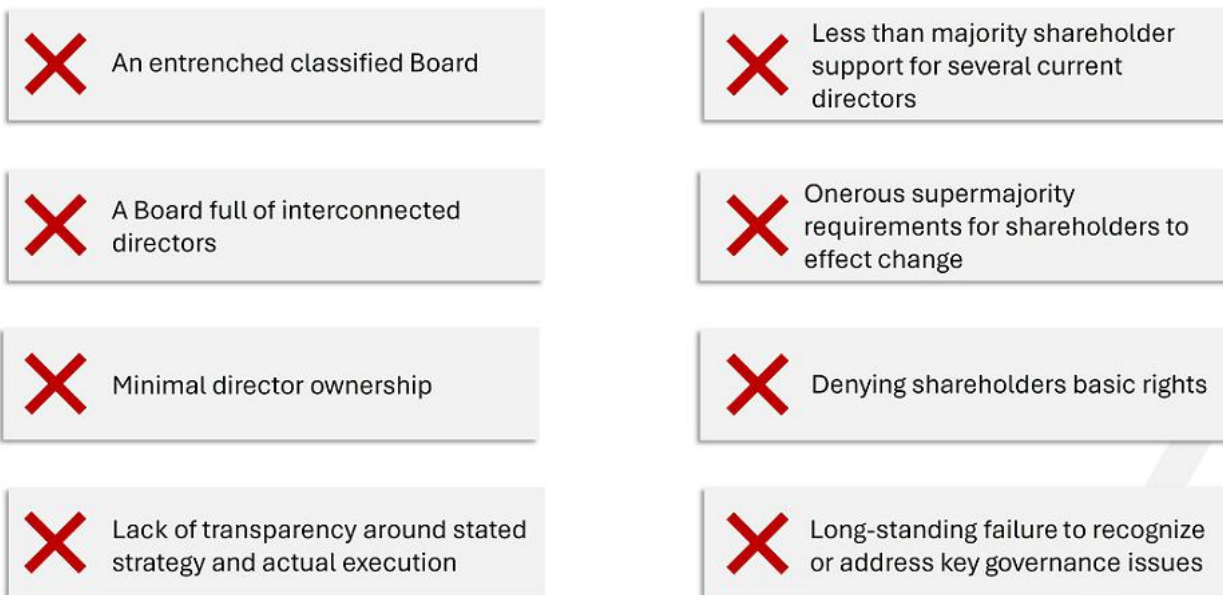 An entrenched classified Board
Less than majority shareholder
support for several current
directors
A Board full of interconnected
directors
Onerous supermajority
requirements for shareholders to
effect change
Minimal director ownership
Denying shareholders basic rights
Lack of transparency around stated
strategy and actual execution
Long-standing failure to recognize
or address key governance issues